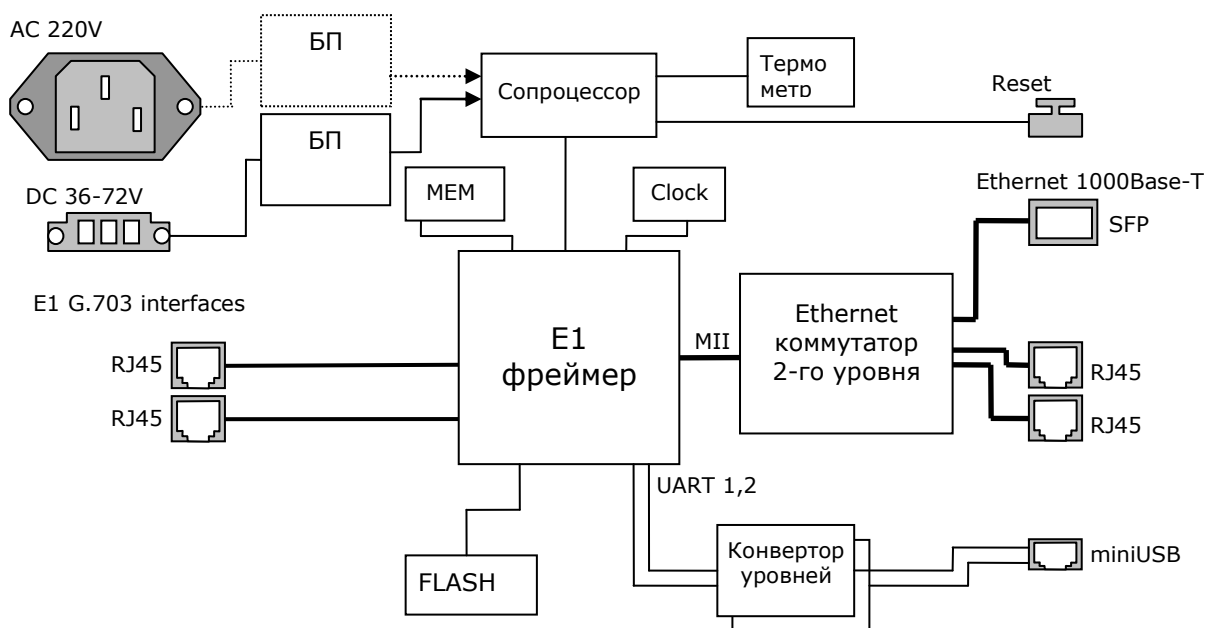 AC 220V
БП
Сопроцессор
Термо
метр
Reset
БП
MEM
Clock
DC 36-72V
Ethernet 1000Base-T
SFP
E1 G.703 interfaces
E1
фреймер
MII
Ethernet
коммутатор
2-го уровня
RJ45
RJ45
RJ45
RJ45
UART 1,2
FLASH
Конвертор
уровней
miniUSB